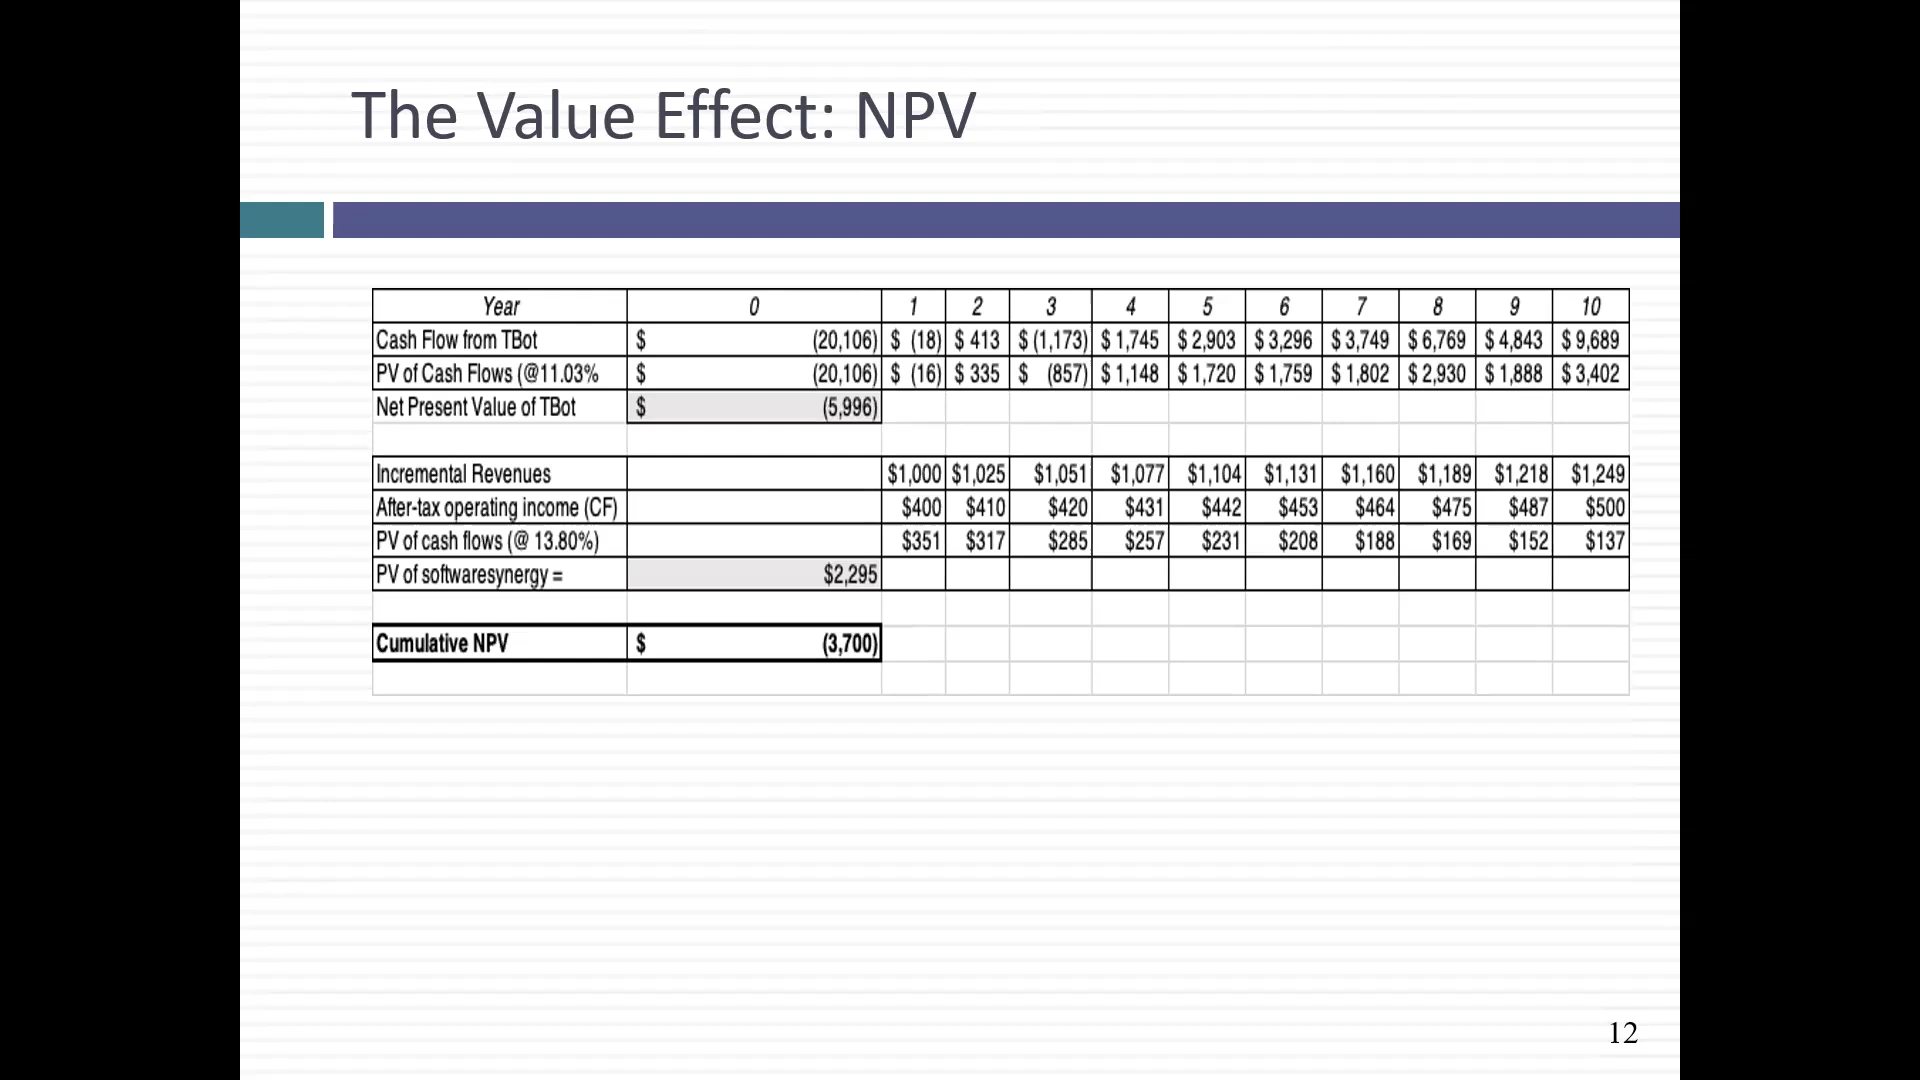 The Value Effect: NPV
Year 0 1 2 3 4 5 6 7 8 9 10
Cash Flow from TBot $ (20,106) $ (18) $ 413 $ (1,173) $ 1,745 $ 2,903 $ 3,296 $ 3,749 $ 6,769 $ 4,843 $ 9,689
PV of Cash Flows (@11.03% $ (20,106) $ (16) $ 335 $ (857) $ 1,148 $ 1,720 $ 1,759 $ 1,802 $ 2,930 $ 1,888 $ 3,402
Net Present Value of TBot $ (5,996)
Incremental Revenues $1,000 $1,025 $1,051 $1,077 $1,104 $1,131 $1,160 $1,189 $1,218 $1,249
After-tax operating income (CF) $400 $410 $420 $431 $442 $453 $464 $475 $487 $500
PV of cash flows (@ 13.80%) $351 $317 $285 $257 $231 $208 $188 $169 $152 $137
PV of softwaresynergy = $2,295
Cumulative NPV $ (3,700)
12